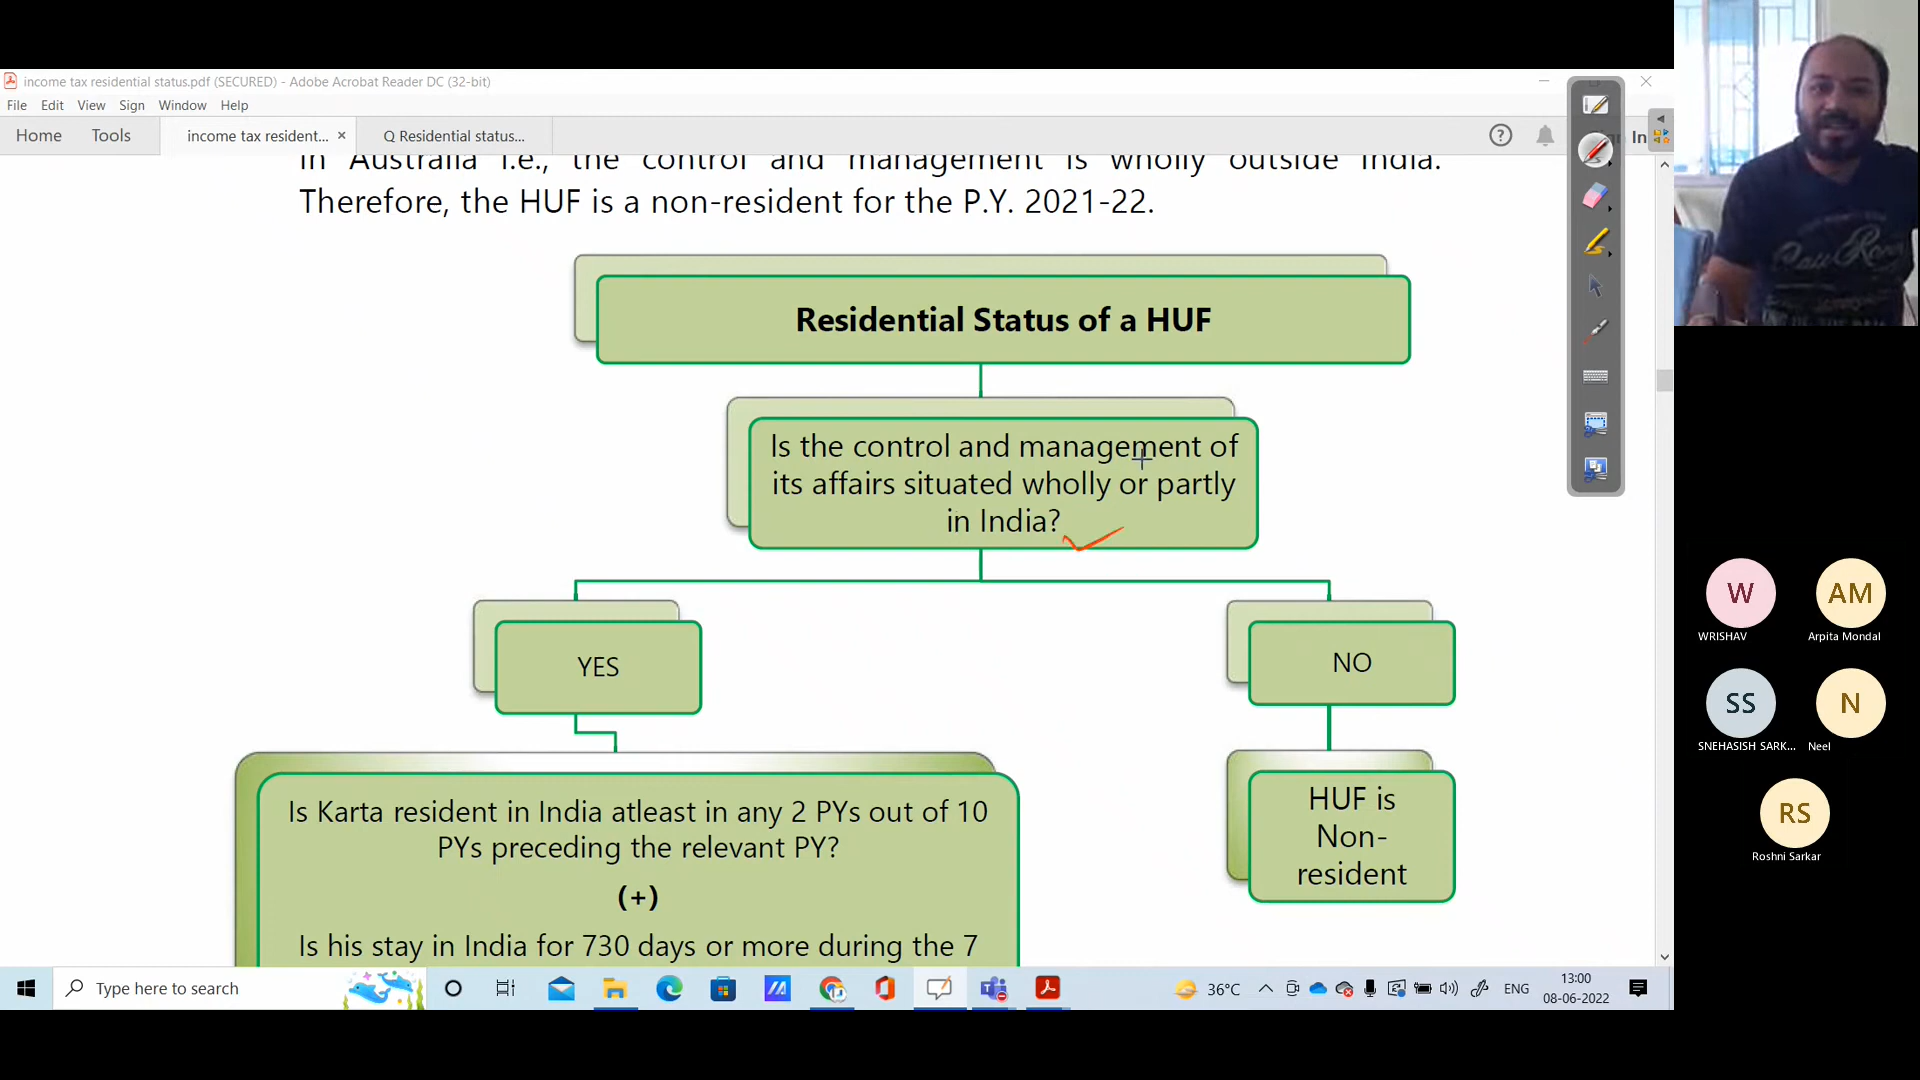 income tax residential status.pdf (SECURED) - Adobe Acrobat Reader DC (32-bit)
File Edit View Sign Window Help
Home Tools income tax resident... × Q Residential status... In
in Australia i.e., the control and management is wholly outside India.
Therefore, the HUF is a non-resident for the P.Y. 2021-22.
Residential Status of a HUF
Is the control and management of
its affairs situated wholly or partly
in India?
YES
NO
Is Karta resident in India atleast in any 2 PYs out of 10
PYs preceding the relevant PY?
(+)
Is his stay in India for 730 days or more during the 7
HUF is
Non-
resident
W
WRISHAV
AM
Arpita Mondal
SS
SNEHASISH SARK...
N
Neel
RS
Roshni Sarkar
Type here to search
36°C
ENG
13:00
08-06-2022